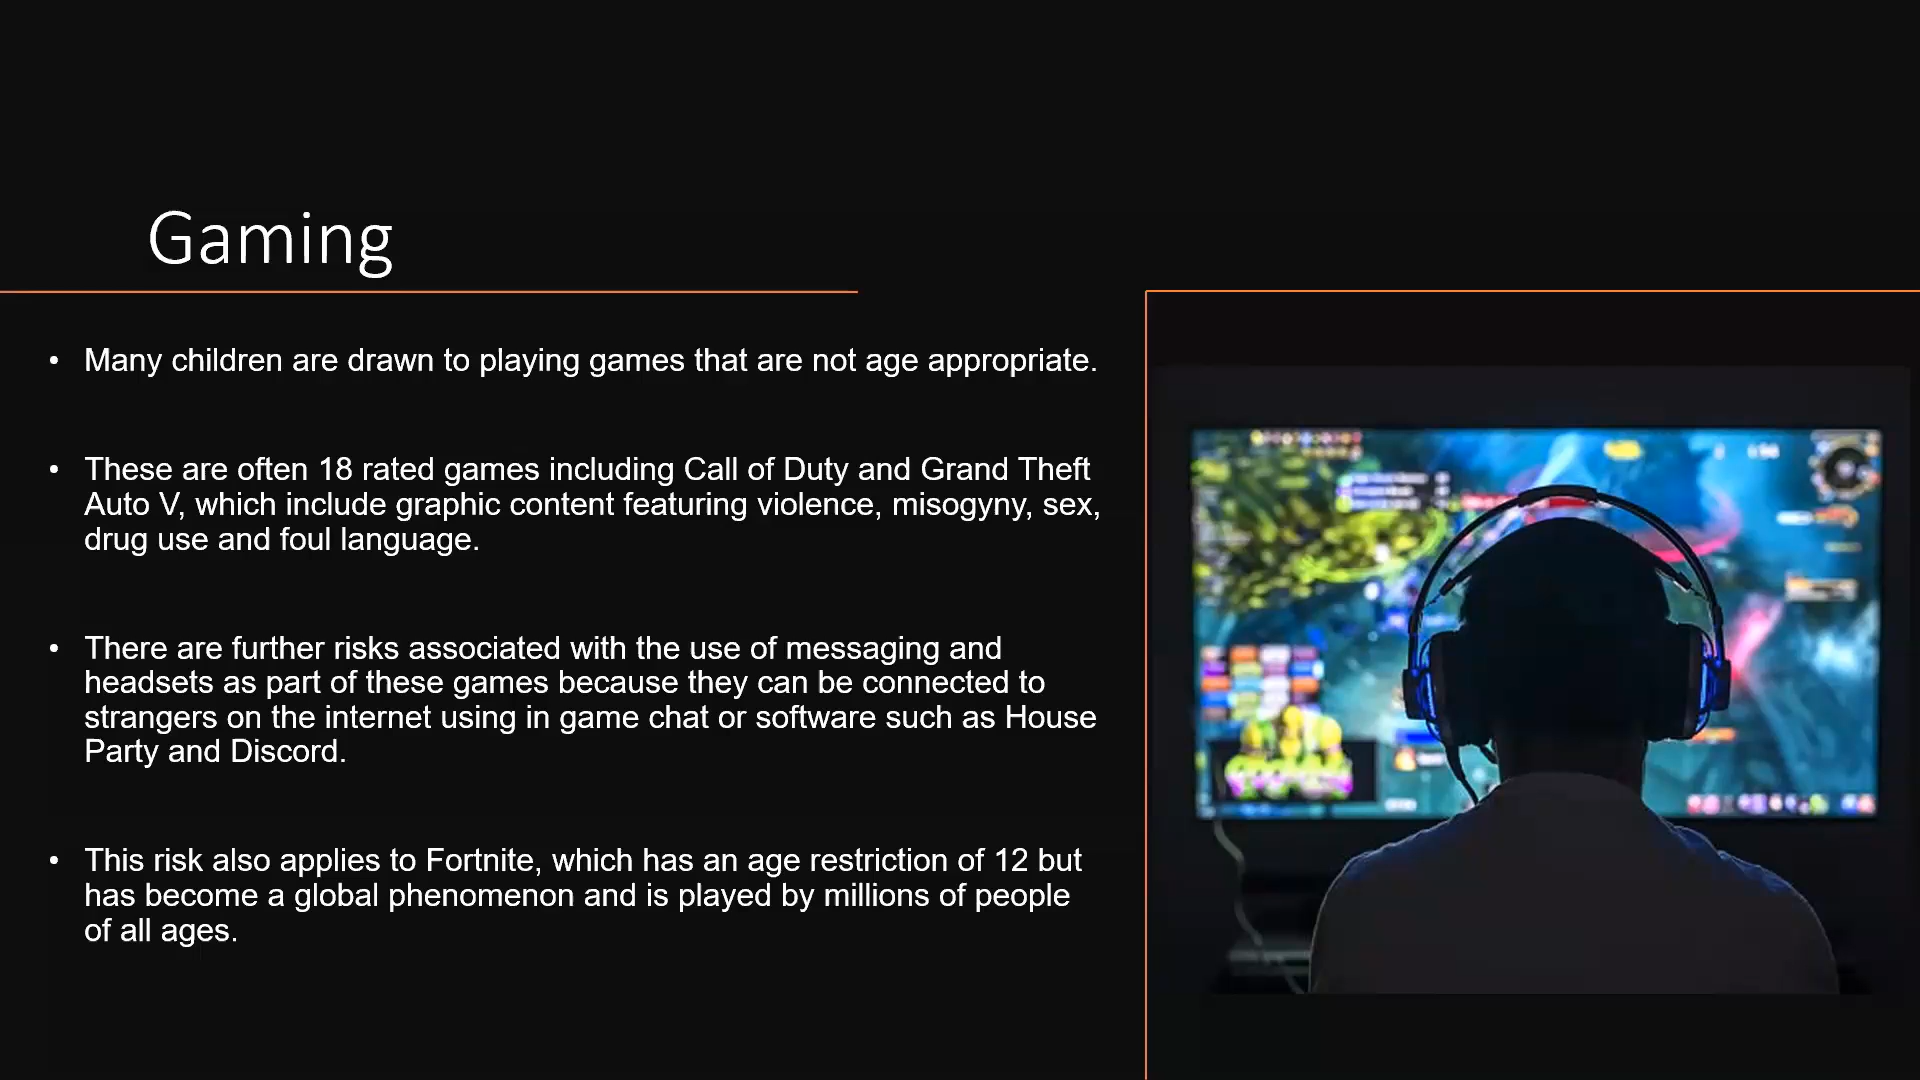 Gaming
• Many children are drawn to playing games that are not age appropriate.
• These are often 18 rated games including Call of Duty and Grand Theft
Auto V, which include graphic content featuring violence, misogyny, sex,
drug use and foul language.
• There are further risks associated with the use of messaging and
headsets as part of these games because they can be connected to
strangers on the internet using in game chat or software such as House
Party and Discord.
• This risk also applies to Fortnite, which has an age restriction of 12 but
has become a global phenomenon and is played by millions of people
of all ages.